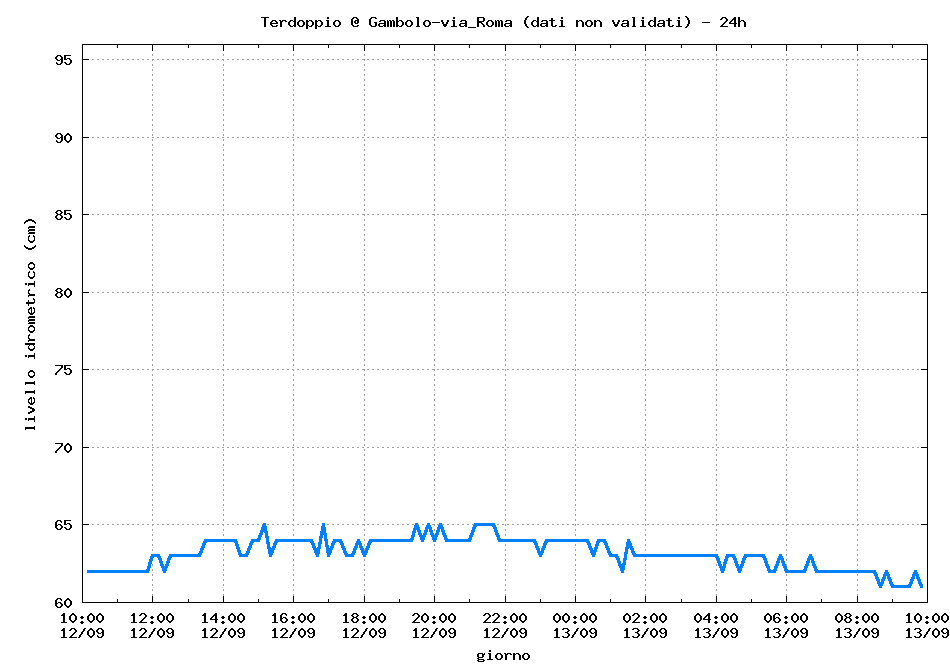 Terdoppio @ Gambolo-via_Roma (dati non validati) - 24h
livello idrometrico (cm)
95
90
85
80
75
70
65
60
10:00 12:00 14:00 16:00 18:00 20:00 22:00 00:00 02:00 04:00 06:00 08:00 10:00
12/09 12/09 12/09 12/09 12/09 12/09 12/09 13/09 13/09 13/09 13/09 13/09 13/09
giorno